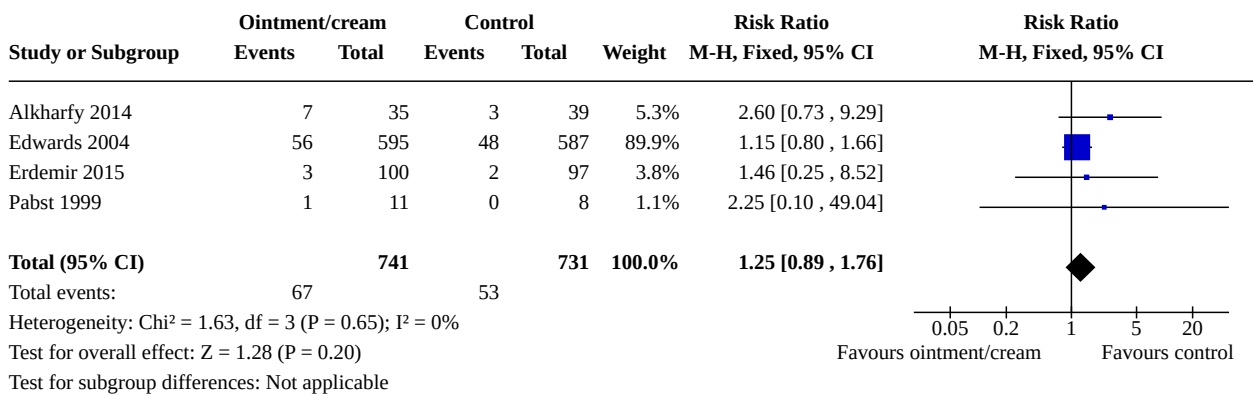 Ointment/cream Control Risk Ratio Risk Ratio
Study or Subgroup Events Total Events Total Weight M-H, Fixed, 95% CI M-H, Fixed, 95% CI
Alkharfy 2014 7 35 3 39 5.3% 2.60 [0.73 , 9.29]
Edwards 2004 56 595 48 587 89.9% 1.15 [0.80 , 1.66]
Erdemir 2015 3 100 2 97 3.8% 1.46 [0.25 , 8.52]
Pabst 1999 1 11 0 8 1.1% 2.25 [0.10 , 49.04]
Total (95% CI) 741 731 100.0% 1.25 [0.89 , 1.76]
Total events: 67 53
Heterogeneity: Chi² = 1.63, df = 3 (P = 0.65); I² = 0%
0.05 0.2 1 5 20
Test for overall effect: Z = 1.28 (P = 0.20)
Favours ointment/cream Favours control
Test for subgroup differences: Not applicable